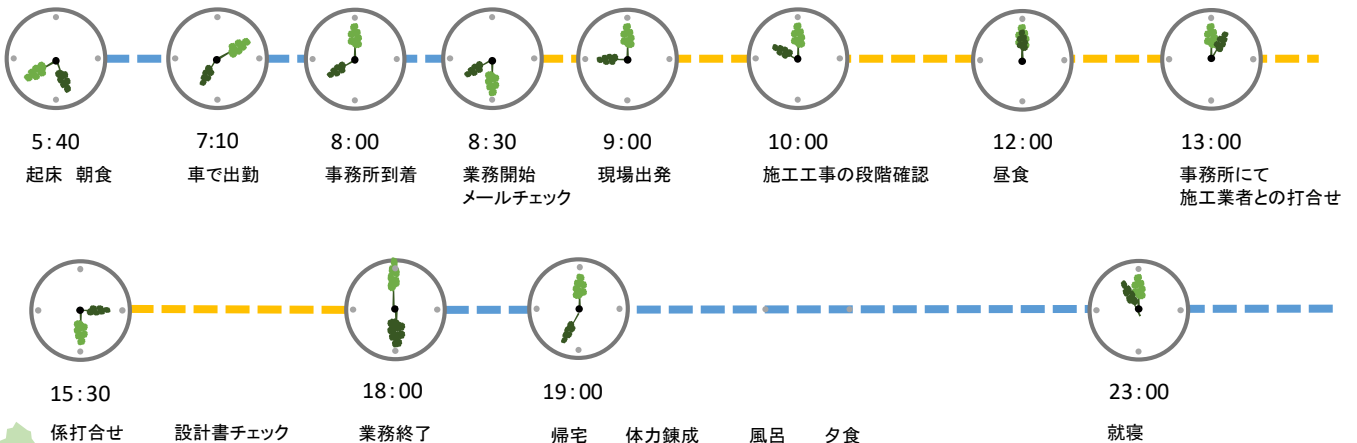 5:40
起床 朝食
7:10
車で出勤
8:00
事務所到着
8:30
業務開始
メールチェック
9:00
現場出発
10:00
施工工事の段階確認
12:00
昼食
13:00
事務所にて
施工業者との打合せ
15:30
係打合せ 設計書チェック
18:00
業務終了
19:00
帰宅 体力錬成 風呂 夕食
23:00
就寝